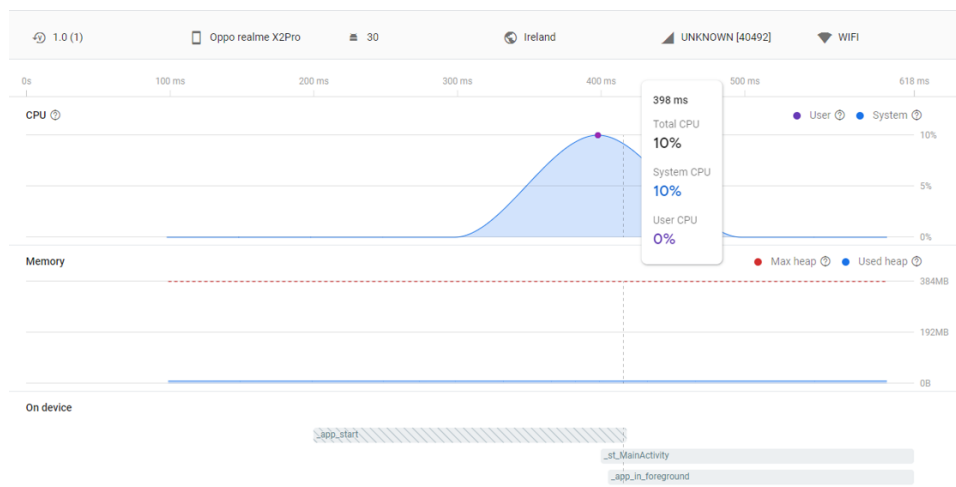 1.0 (1) Oppo realme X2Pro 30 Ireland UNKNOWN [40492] WIFI
0s 100 ms 200 ms 300 ms 400 ms 500 ms 618 ms
CPU User System
10%
5%
0%
398 ms
Total CPU
10%
System CPU
10%
User CPU
0%
Memory Max heap Used heap
384MB
192MB
0B
On device
_app_start
_st_MainActivity
_app_in_foreground